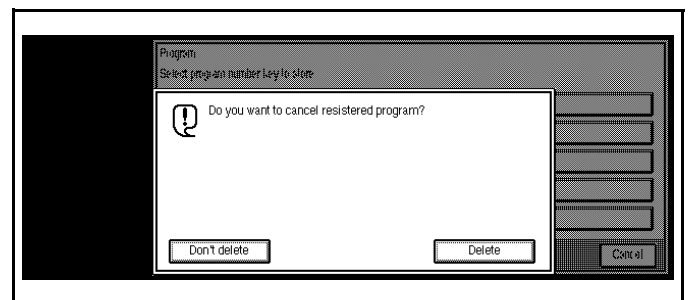 Program
Select program number key to store
Do you want to cancel resistered program?
Don't delete
Delete
Cancel